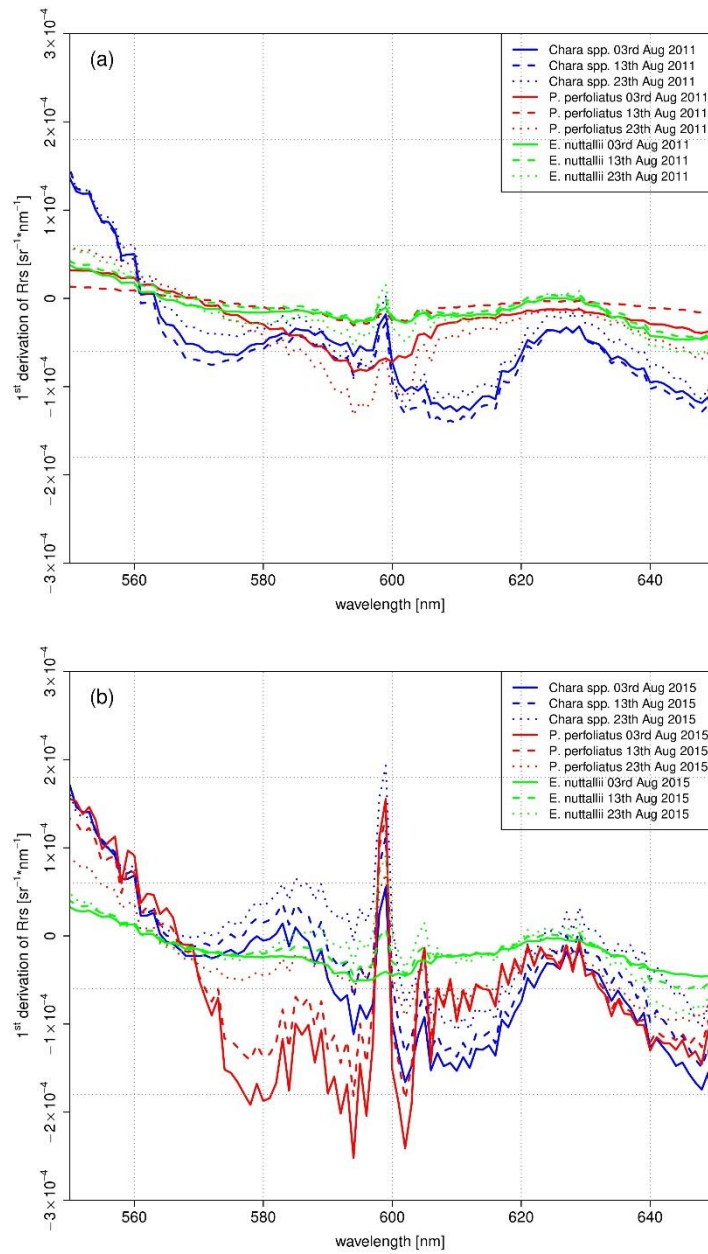 (a)
Chara spp. 03rd Aug 2011
Chara spp. 13th Aug 2011
Chara spp. 23th Aug 2011
P. perfoliatus 03rd Aug 2011
P. perfoliatus 13th Aug 2011
P. perfoliatus 23th Aug 2011
E. nuttallii 03rd Aug 2011
E. nuttallii 13th Aug 2011
E. nuttallii 23th Aug 2011
1st derivation of Rrs [sr⁻¹*nm⁻¹]
3×10⁻⁴
2×10⁻⁴
1×10⁻⁴
0
−1×10⁻⁴
−2×10⁻⁴
−3×10⁻⁴
560 580 600 620 640
wavelength [nm]
(b)
Chara spp. 03rd Aug 2015
Chara spp. 13th Aug 2015
Chara spp. 23th Aug 2015
P. perfoliatus 03rd Aug 2015
P. perfoliatus 13th Aug 2015
P. perfoliatus 23th Aug 2015
E. nuttallii 03rd Aug 2015
E. nuttallii 13th Aug 2015
E. nuttallii 23th Aug 2015
1st derivation of Rrs [sr⁻¹*nm⁻¹]
3×10⁻⁴
2×10⁻⁴
1×10⁻⁴
0
−1×10⁻⁴
−2×10⁻⁴
−3×10⁻⁴
560 580 600 620 640
wavelength [nm]